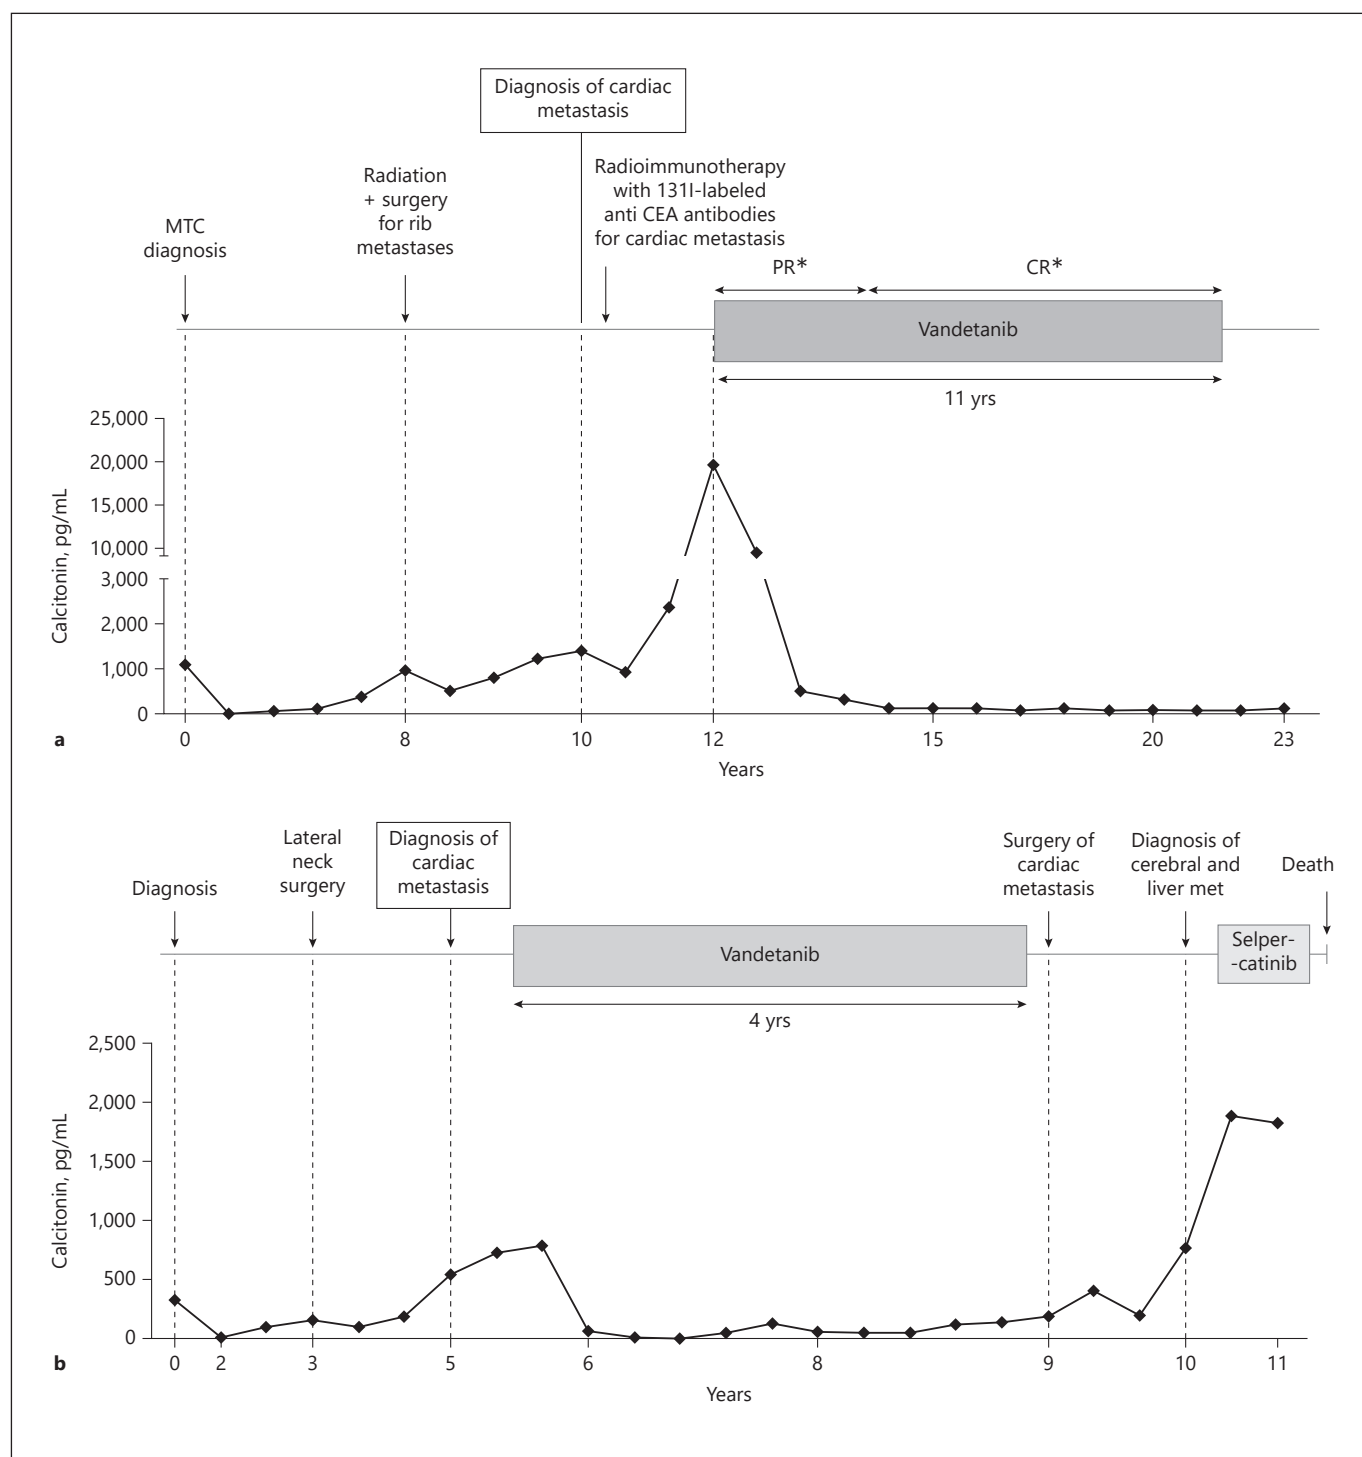 Diagnosis of cardiac
metastasis
Radiation
+ surgery
for rib
metastases
Radioimmunotherapy
with 131I-labeled
anti CEA antibodies
for cardiac metastasis
MTC
diagnosis
PR*
CR*
Vandetanib
11 yrs
25,000
20,000
15,000
10,000
3,000
2,000
1,000
0
Calcitonin, pg/mL
0
8
10
12
15
20
23
Years
a
Lateral
neck
surgery
Diagnosis of
cardiac
metastasis
Surgery of
cardiac
metastasis
Diagnosis of
cerebral and
liver met
Death
Diagnosis
Vandetanib
Selper-
-catinib
4 yrs
2,500
2,000
1,500
1,000
500
0
Calcitonin, pg/mL
0
2
3
5
6
8
9
10
11
Years
b